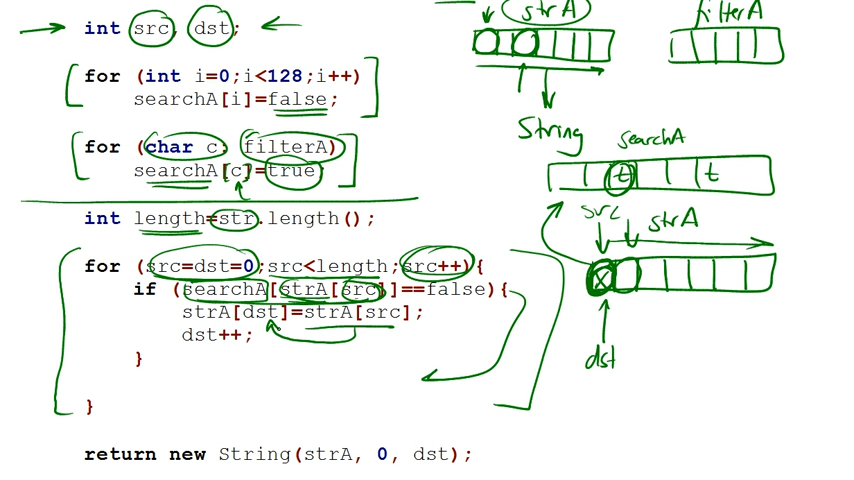 int src, dst;
for (int i=0;i<128;i++)
searchA[i]=false;
for (char c: filterA)
searchA[c]=true;
int length=str.length();
for (src=dst=0;src<length;src++){
if (searchA[strA[src]]==false){
strA[dst]=strA[src];
dst++;
}
}
return new String(strA, 0, dst);
strA
filterA
String
searchA
t t
src strA
x
dst